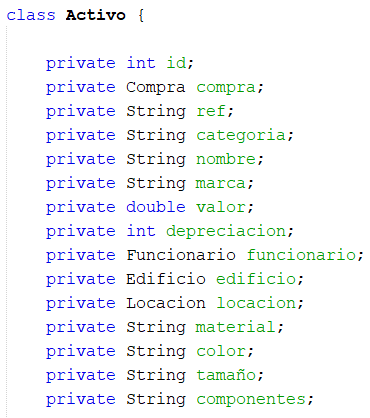 class Activo {
private int id;
private Compra compra;
private String ref;
private String categoria;
private String nombre;
private String marca;
private double valor;
private int depreciacion;
private Funcionario funcionario;
private Edificio edificio;
private Locacion locacion;
private String material;
private String color;
private String tamaño;
private String componentes;